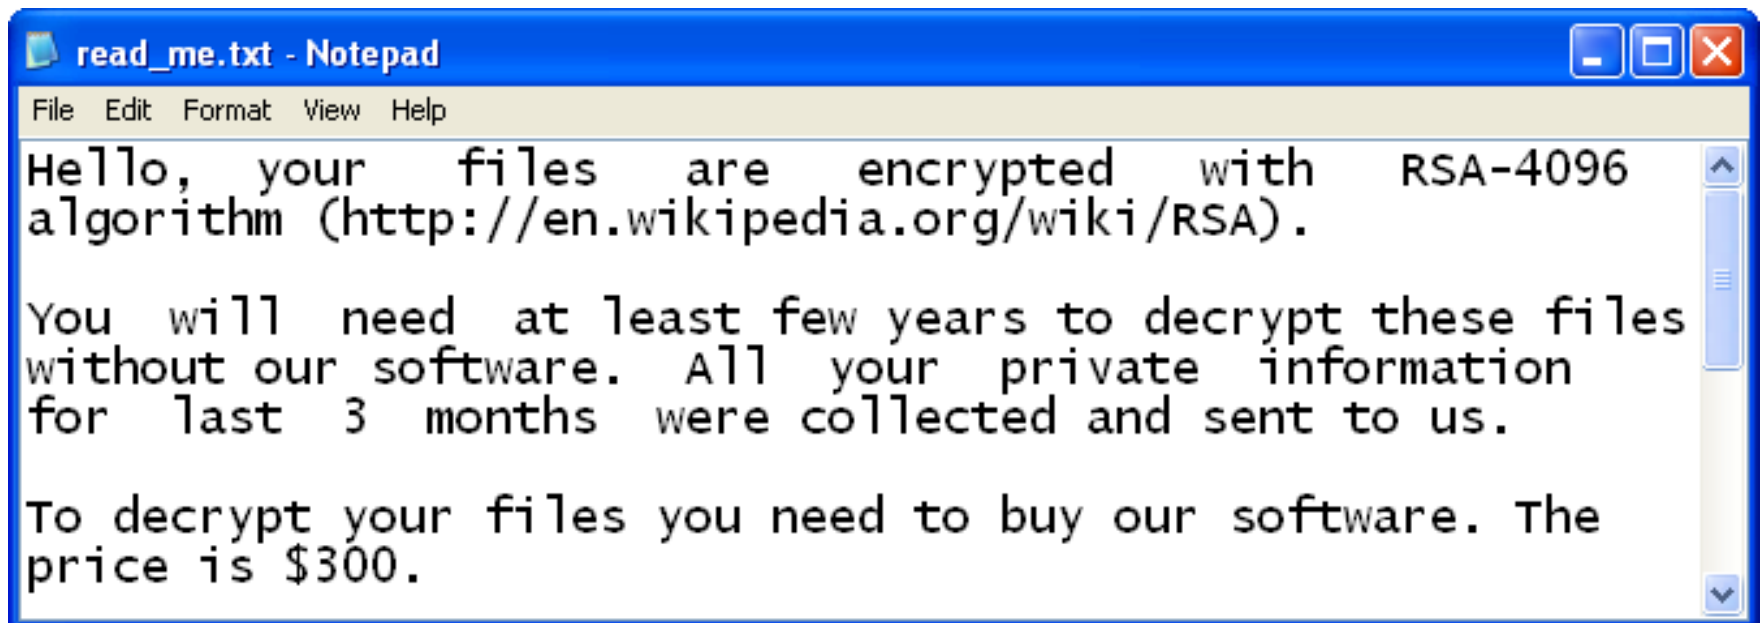 read_me.txt - Notepad
File Edit Format View Help
Hello, your files are encrypted with RSA-4096
algorithm (http://en.wikipedia.org/wiki/RSA).
You will need at least few years to decrypt these files
without our software. All your private information
for last 3 months were collected and sent to us.
To decrypt your files you need to buy our software. The
price is $300.